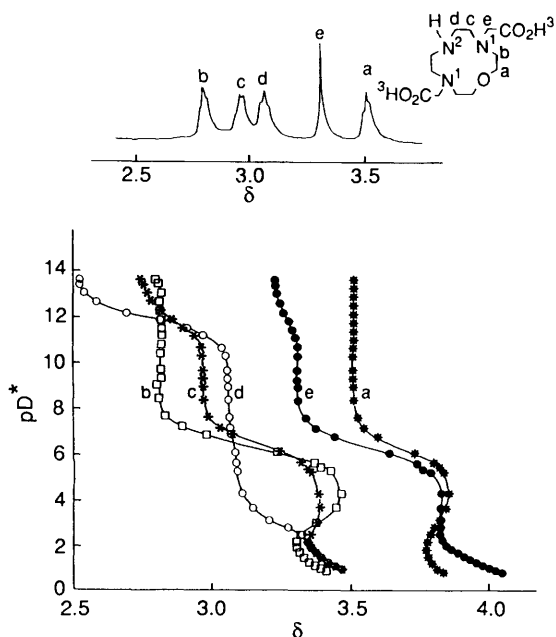 b c d e a
H d c e CO₂H³
N² N¹ b
a
N¹ O
³HO₂C
2.5 3.0 3.5
δ
pD*
14
12
10
8
6
4
2
0
b c d e a
2.5 3.0 3.5 4.0
δ